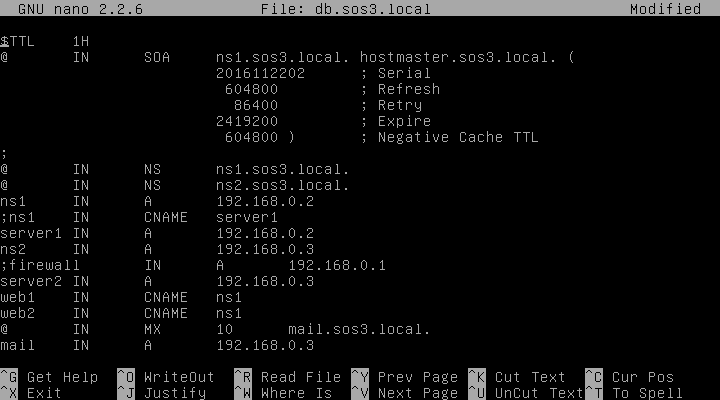 GNU nano 2.2.6 File: db.sos3.local Modified
$TTL 1H
@ IN SOA ns1.sos3.local. hostmaster.sos3.local. (
2016112202 ; Serial
604800 ; Refresh
86400 ; Retry
2419200 ; Expire
604800 ) ; Negative Cache TTL
;
@ IN NS ns1.sos3.local.
@ IN NS ns2.sos3.local.
ns1 IN A 192.168.0.2
;ns1 IN CNAME server1
server1 IN A 192.168.0.2
ns2 IN A 192.168.0.3
;firewall IN A 192.168.0.1
server2 IN A 192.168.0.3
web1 IN CNAME ns1
web2 IN CNAME ns1
@ IN MX 10 mail.sos3.local.
mail IN A 192.168.0.3
^G Get Help ^O WriteOut ^R Read File ^Y Prev Page ^K Cut Text ^C Cur Pos
^X Exit ^J Justify ^W Where Is ^V Next Page ^U UnCut Text ^T To Spell